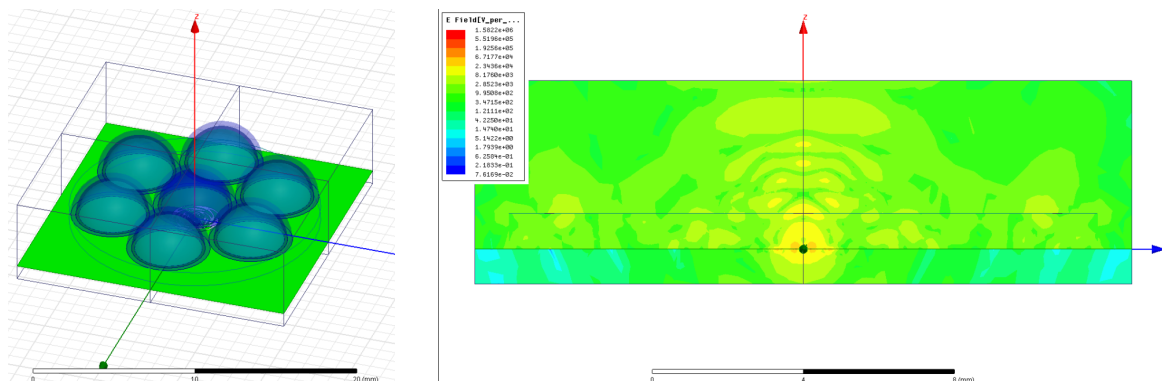 z
0
10
20 (mm)
E Field[V_per_...
1.5822e+06
5.5196e+05
1.9256e+05
6.7177e+04
2.3436e+04
8.1760e+03
2.8523e+03
9.9508e+02
3.4715e+02
1.2111e+02
4.2250e+01
1.4740e+01
5.1422e+00
1.7939e+00
6.2584e-01
2.1833e-01
7.6169e-02
z
0
4
8 (mm)